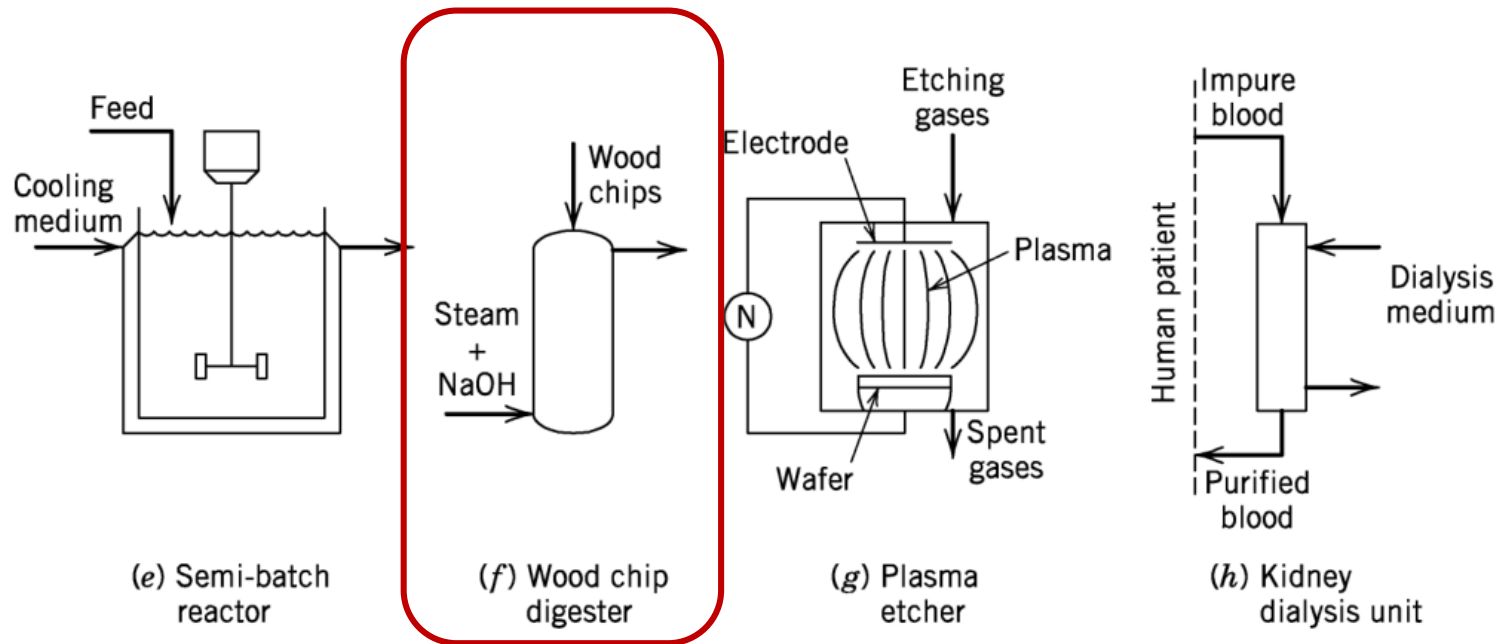 Feed
Cooling
medium
(e) Semi-batch
reactor
Wood
chips
Steam
+
NaOH
(f) Wood chip
digester
Etching
gases
Electrode
Plasma
N
Wafer
Spent
gases
(g) Plasma
etcher
Human patient
Impure
blood
Dialysis
medium
Purified
blood
(h) Kidney
dialysis unit